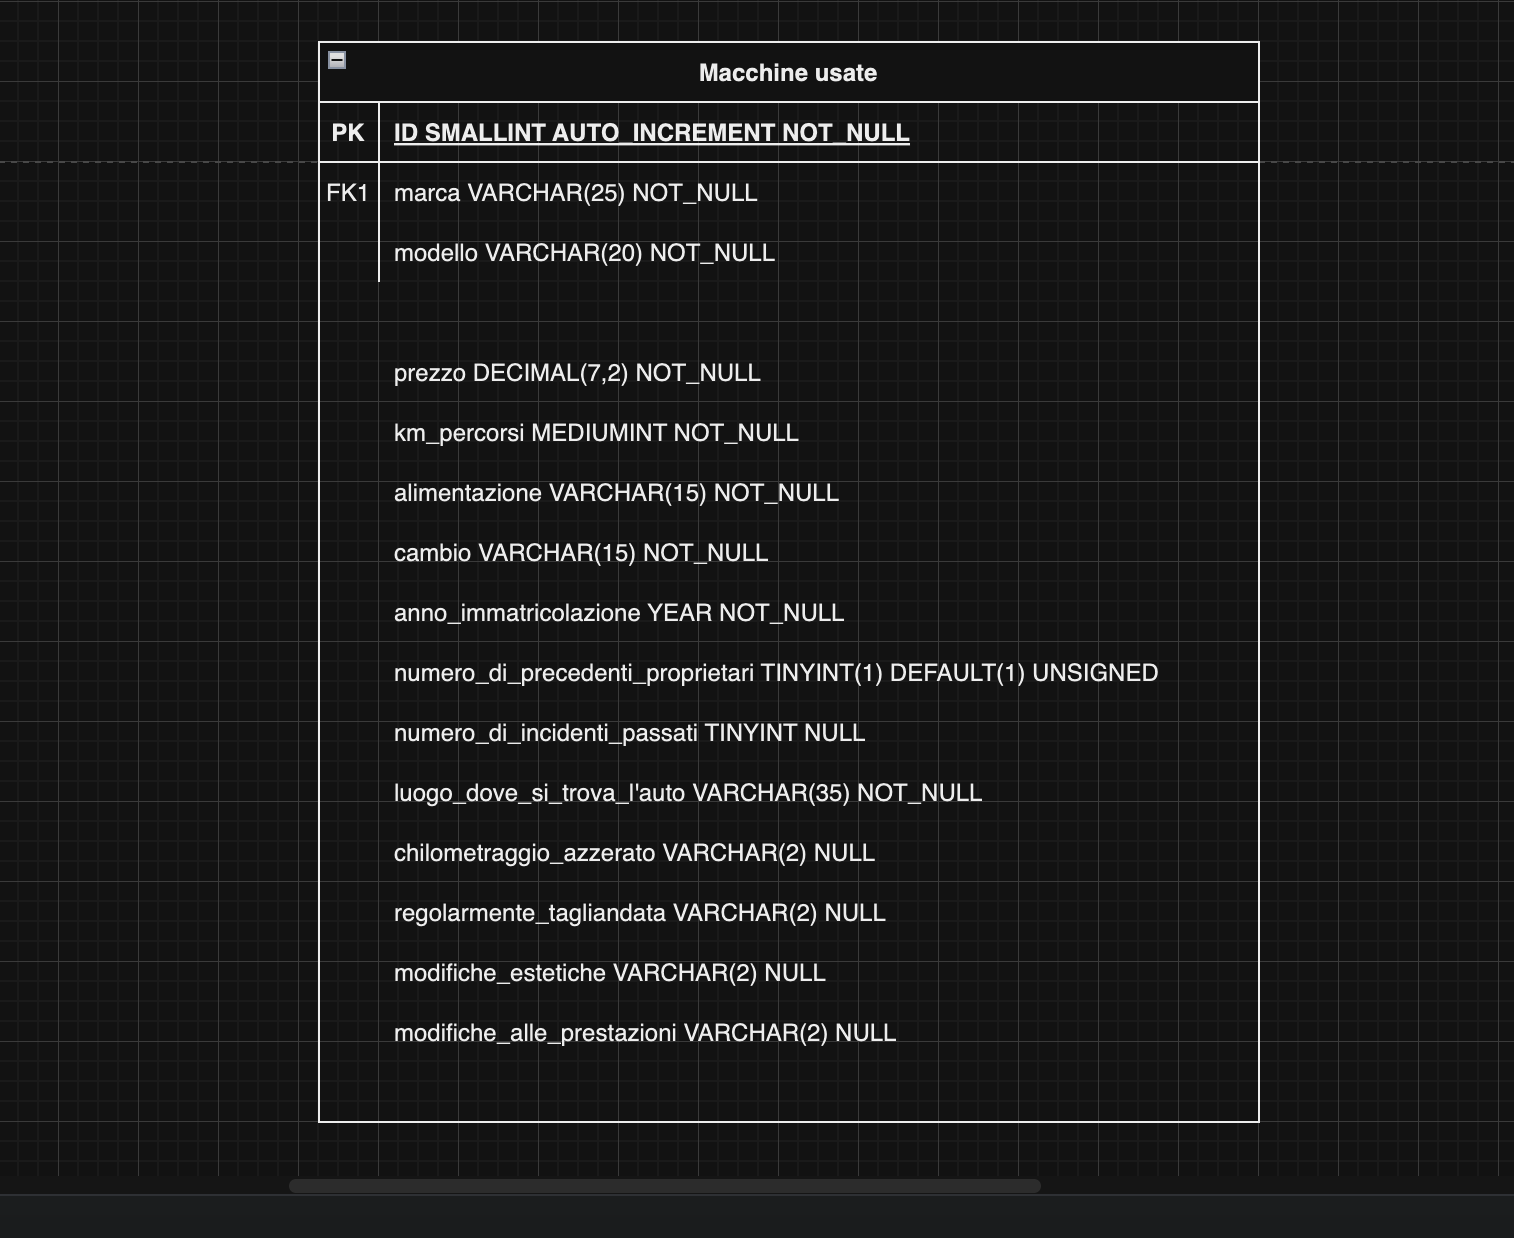 Macchine usate
PK ID SMALLINT AUTO_INCREMENT NOT_NULL
FK1 marca VARCHAR(25) NOT_NULL
modello VARCHAR(20) NOT_NULL
prezzo DECIMAL(7,2) NOT_NULL
km_percorsi MEDIUMINT NOT_NULL
alimentazione VARCHAR(15) NOT_NULL
cambio VARCHAR(15) NOT_NULL
anno_immatricolazione YEAR NOT_NULL
numero_di_precedenti_proprietari TINYINT(1) DEFAULT(1) UNSIGNED
numero_di_incidenti_passati TINYINT NULL
luogo_dove_si_trova_l'auto VARCHAR(35) NOT_NULL
chilometraggio_azzerato VARCHAR(2) NULL
regolarmente_tagliandata VARCHAR(2) NULL
modifiche_estetiche VARCHAR(2) NULL
modifiche_alle_prestazioni VARCHAR(2) NULL